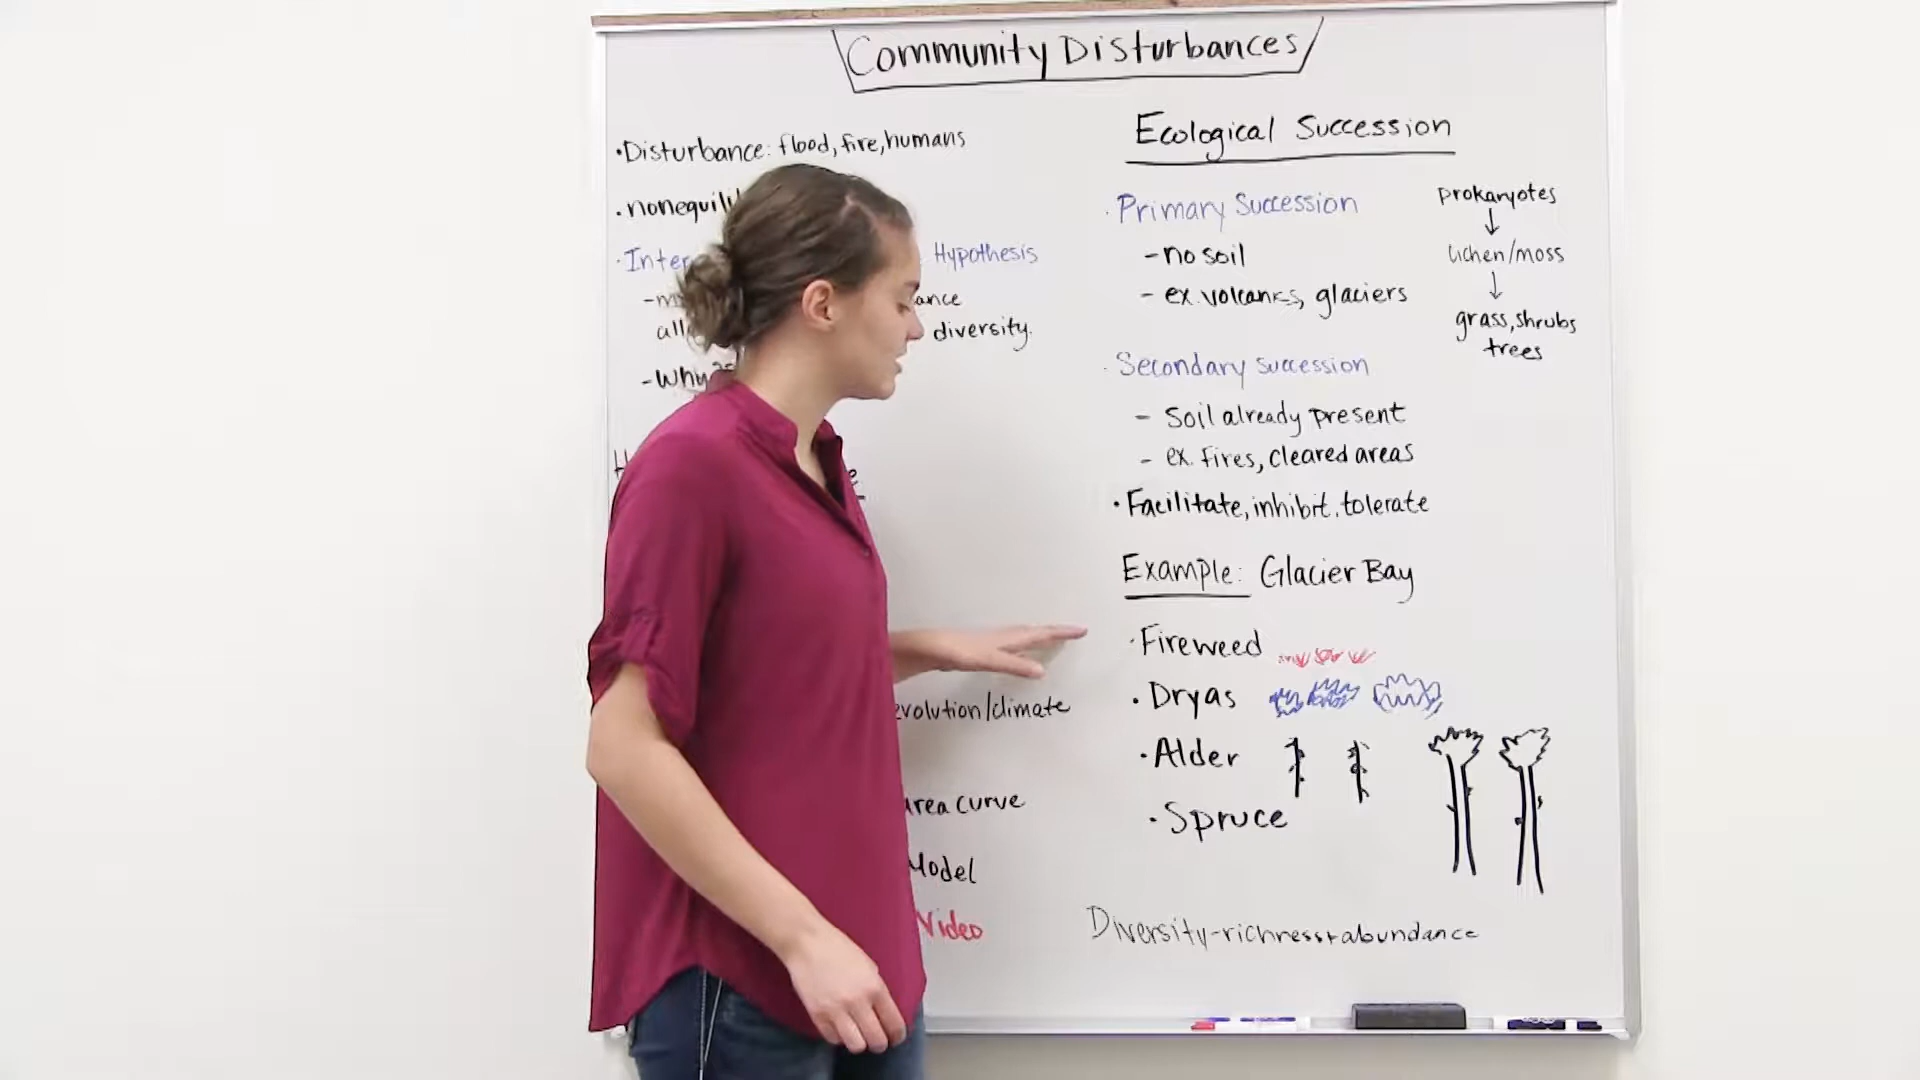 Community Disturbances
•Disturbance: flood, fire, humans
•nonequili
•Inter Hypothesis
ance
diversity.
-Why
evolution/climate
area curve
Model
Video
Ecological Succession
•Primary Succession
-no soil
- ex. volcanes, glaciers
prokaryotes
↓
lichen/moss
↓
grass, shrubs
trees
•Secondary succession
- Soil already present
- ex. fires, cleared areas
•Facilitate, inhibit, tolerate
Example: Glacier Bay
•Fireweed
•Dryas
•Alder
•Spruce
Diversity-richness+abundance